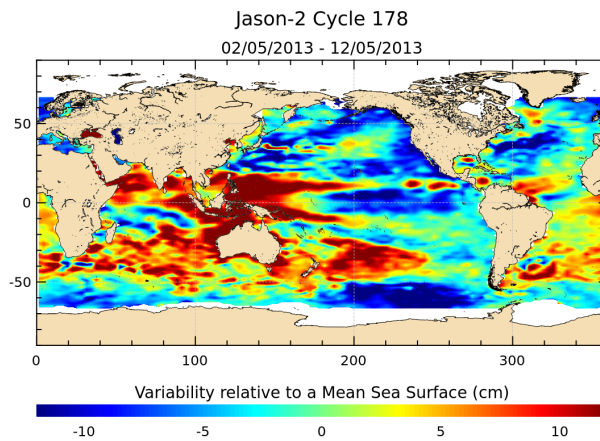 Jason-2 Cycle 178
02/05/2013 - 12/05/2013
50
0
-50
0 100 200 300
Variability relative to a Mean Sea Surface (cm)
-10 -5 0 5 10